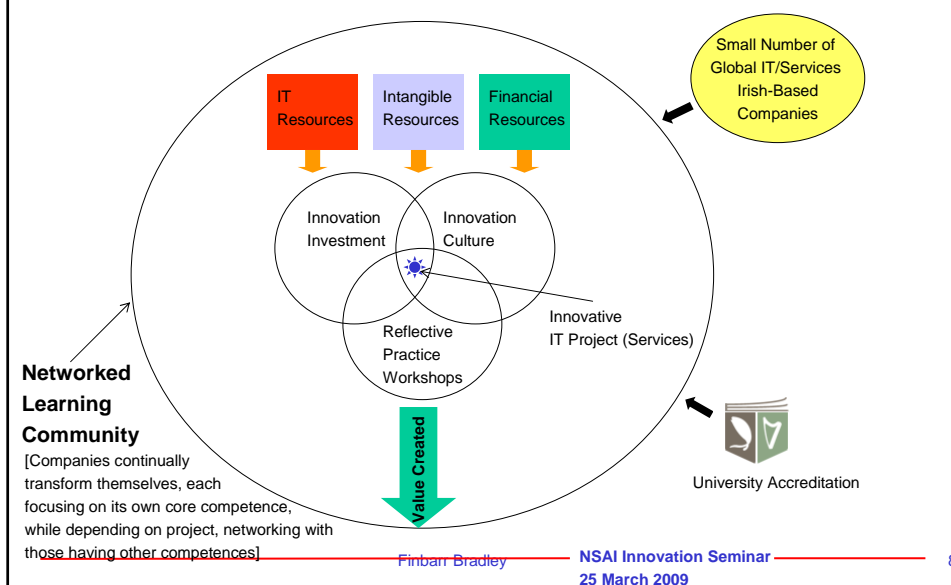 Small Number of
Global IT/Services
Irish-Based
Companies
IT
Resources
Intangible
Resources
Financial
Resources
Innovation
Investment
Innovation
Culture
Innovative
IT Project (Services)
Reflective
Practice
Workshops
Networked
Learning
Community
[Companies continually
transform themselves, each
focusing on its own core competence,
while depending on project, networking with
those having other competences]
Value Created
University Accreditation
Finbarr Bradley
NSAI Innovation Seminar
25 March 2009